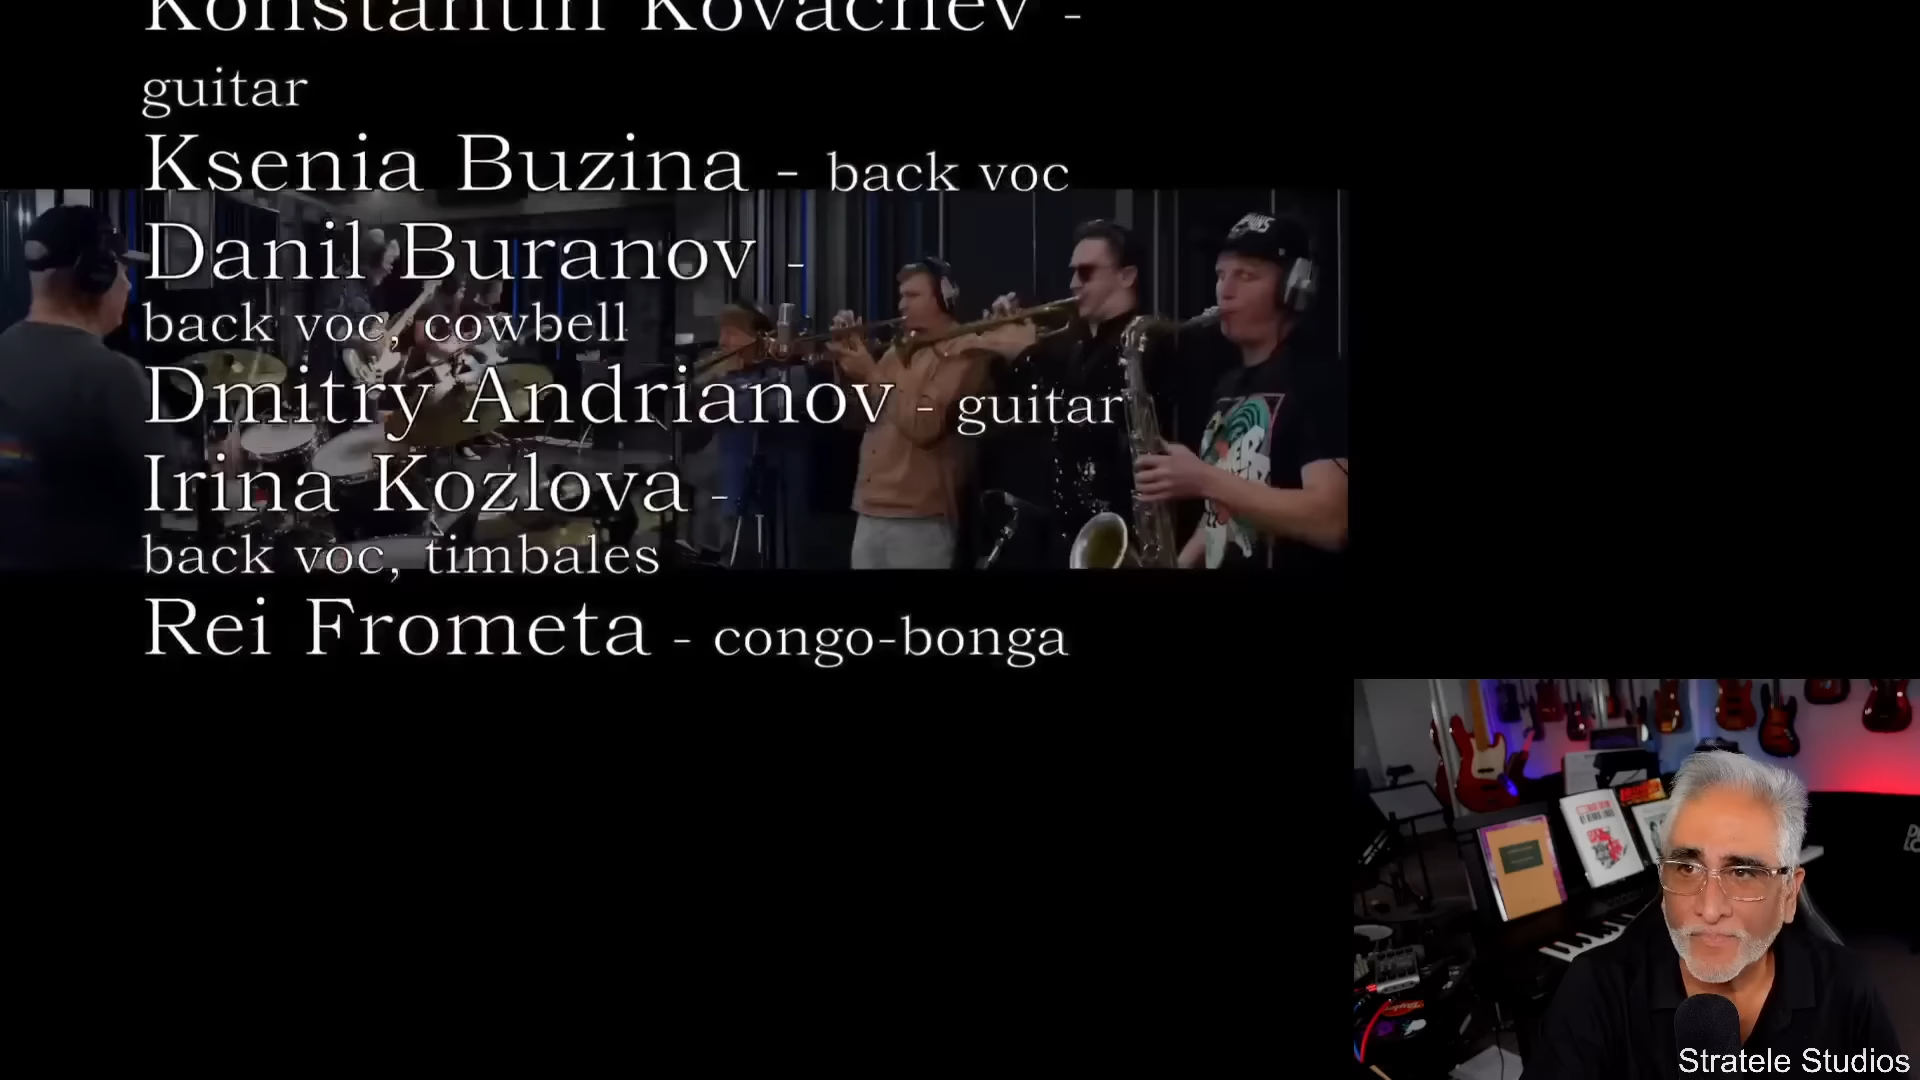 Konstantin Kovachev -
guitar
Ksenia Buzina - back voc
Danil Buranov -
back voc, cowbell
Dmitry Andrianov - guitar
Irina Kozlova -
back voc, timbales
Rei Frometa - congo-bonga
Stratele Studios